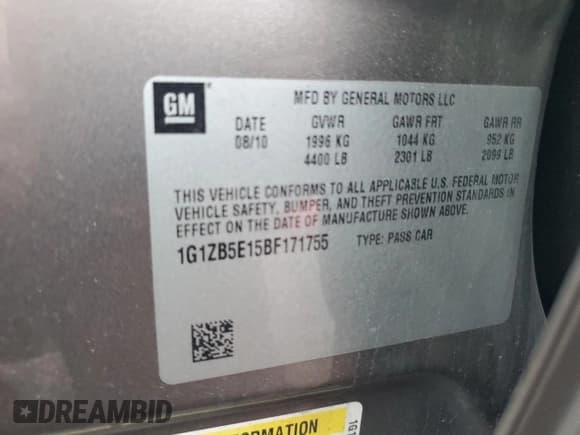 GM
MFD BY GENERAL MOTORS LLC
DATE GVWR GAWR FRT GAWR RR
08/10 1996 KG 1044 KG 952 KG
4400 LB 2301 LB 2099 LB
THIS VEHICLE CONFORMS TO ALL APPLICABLE U.S. FEDERAL MOTOR
VEHICLE SAFETY, BUMPER, AND THEFT PREVENTION STANDARDS IN
EFFECT ON THE DATE OF MANUFACTURE SHOWN ABOVE.
1G1ZB5E15BF171755 TYPE: PASS CAR
DREAMBID
FORMATION